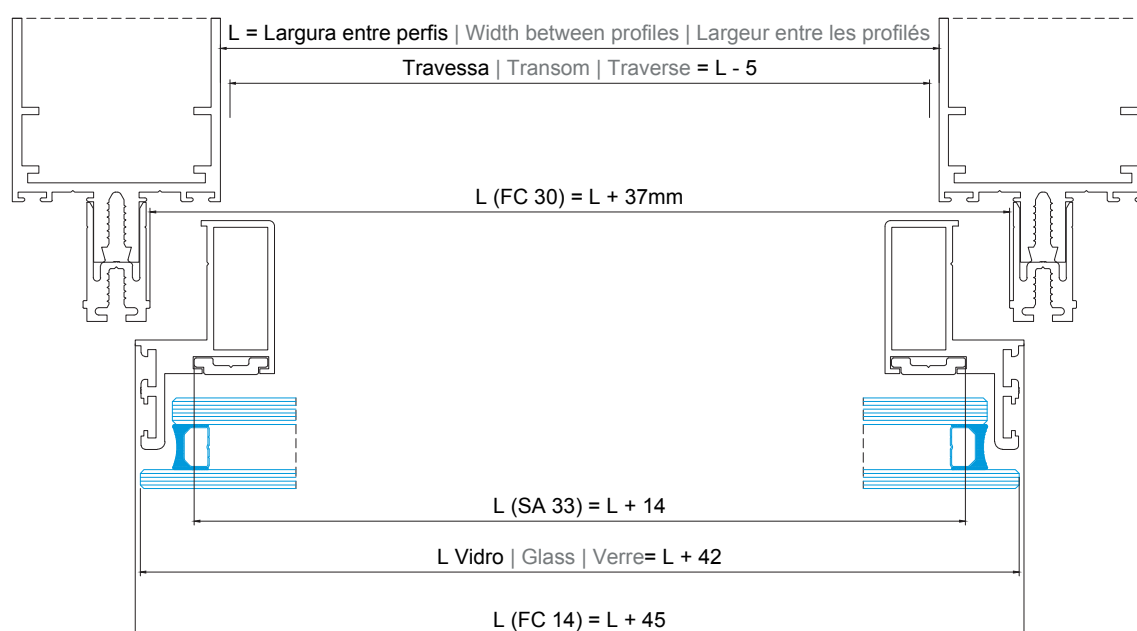 L = Largura entre perfis | Width between profiles | Largeur entre les profilés
Travessa | Transom | Traverse = L - 5
L (FC 30) = L + 37mm
L (SA 33) = L + 14
L Vidro | Glass | Verre= L + 42
L (FC 14) = L + 45